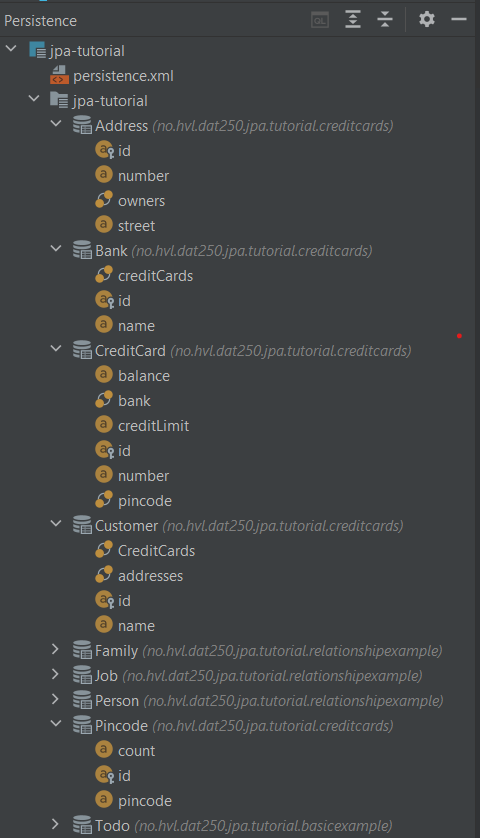 Persistence QL
jpa-tutorial
persistence.xml
jpa-tutorial
Address (no.hvl.dat250.jpa.tutorial.creditcards)
id
number
owners
street
Bank (no.hvl.dat250.jpa.tutorial.creditcards)
creditCards
id
name
CreditCard (no.hvl.dat250.jpa.tutorial.creditcards)
balance
bank
creditLimit
id
number
pincode
Customer (no.hvl.dat250.jpa.tutorial.creditcards)
CreditCards
addresses
id
name
Family (no.hvl.dat250.jpa.tutorial.relationshipexample)
Job (no.hvl.dat250.jpa.tutorial.relationshipexample)
Person (no.hvl.dat250.jpa.tutorial.relationshipexample)
Pincode (no.hvl.dat250.jpa.tutorial.creditcards)
count
id
pincode
Todo (no.hvl.dat250.jpa.tutorial.basicexample)